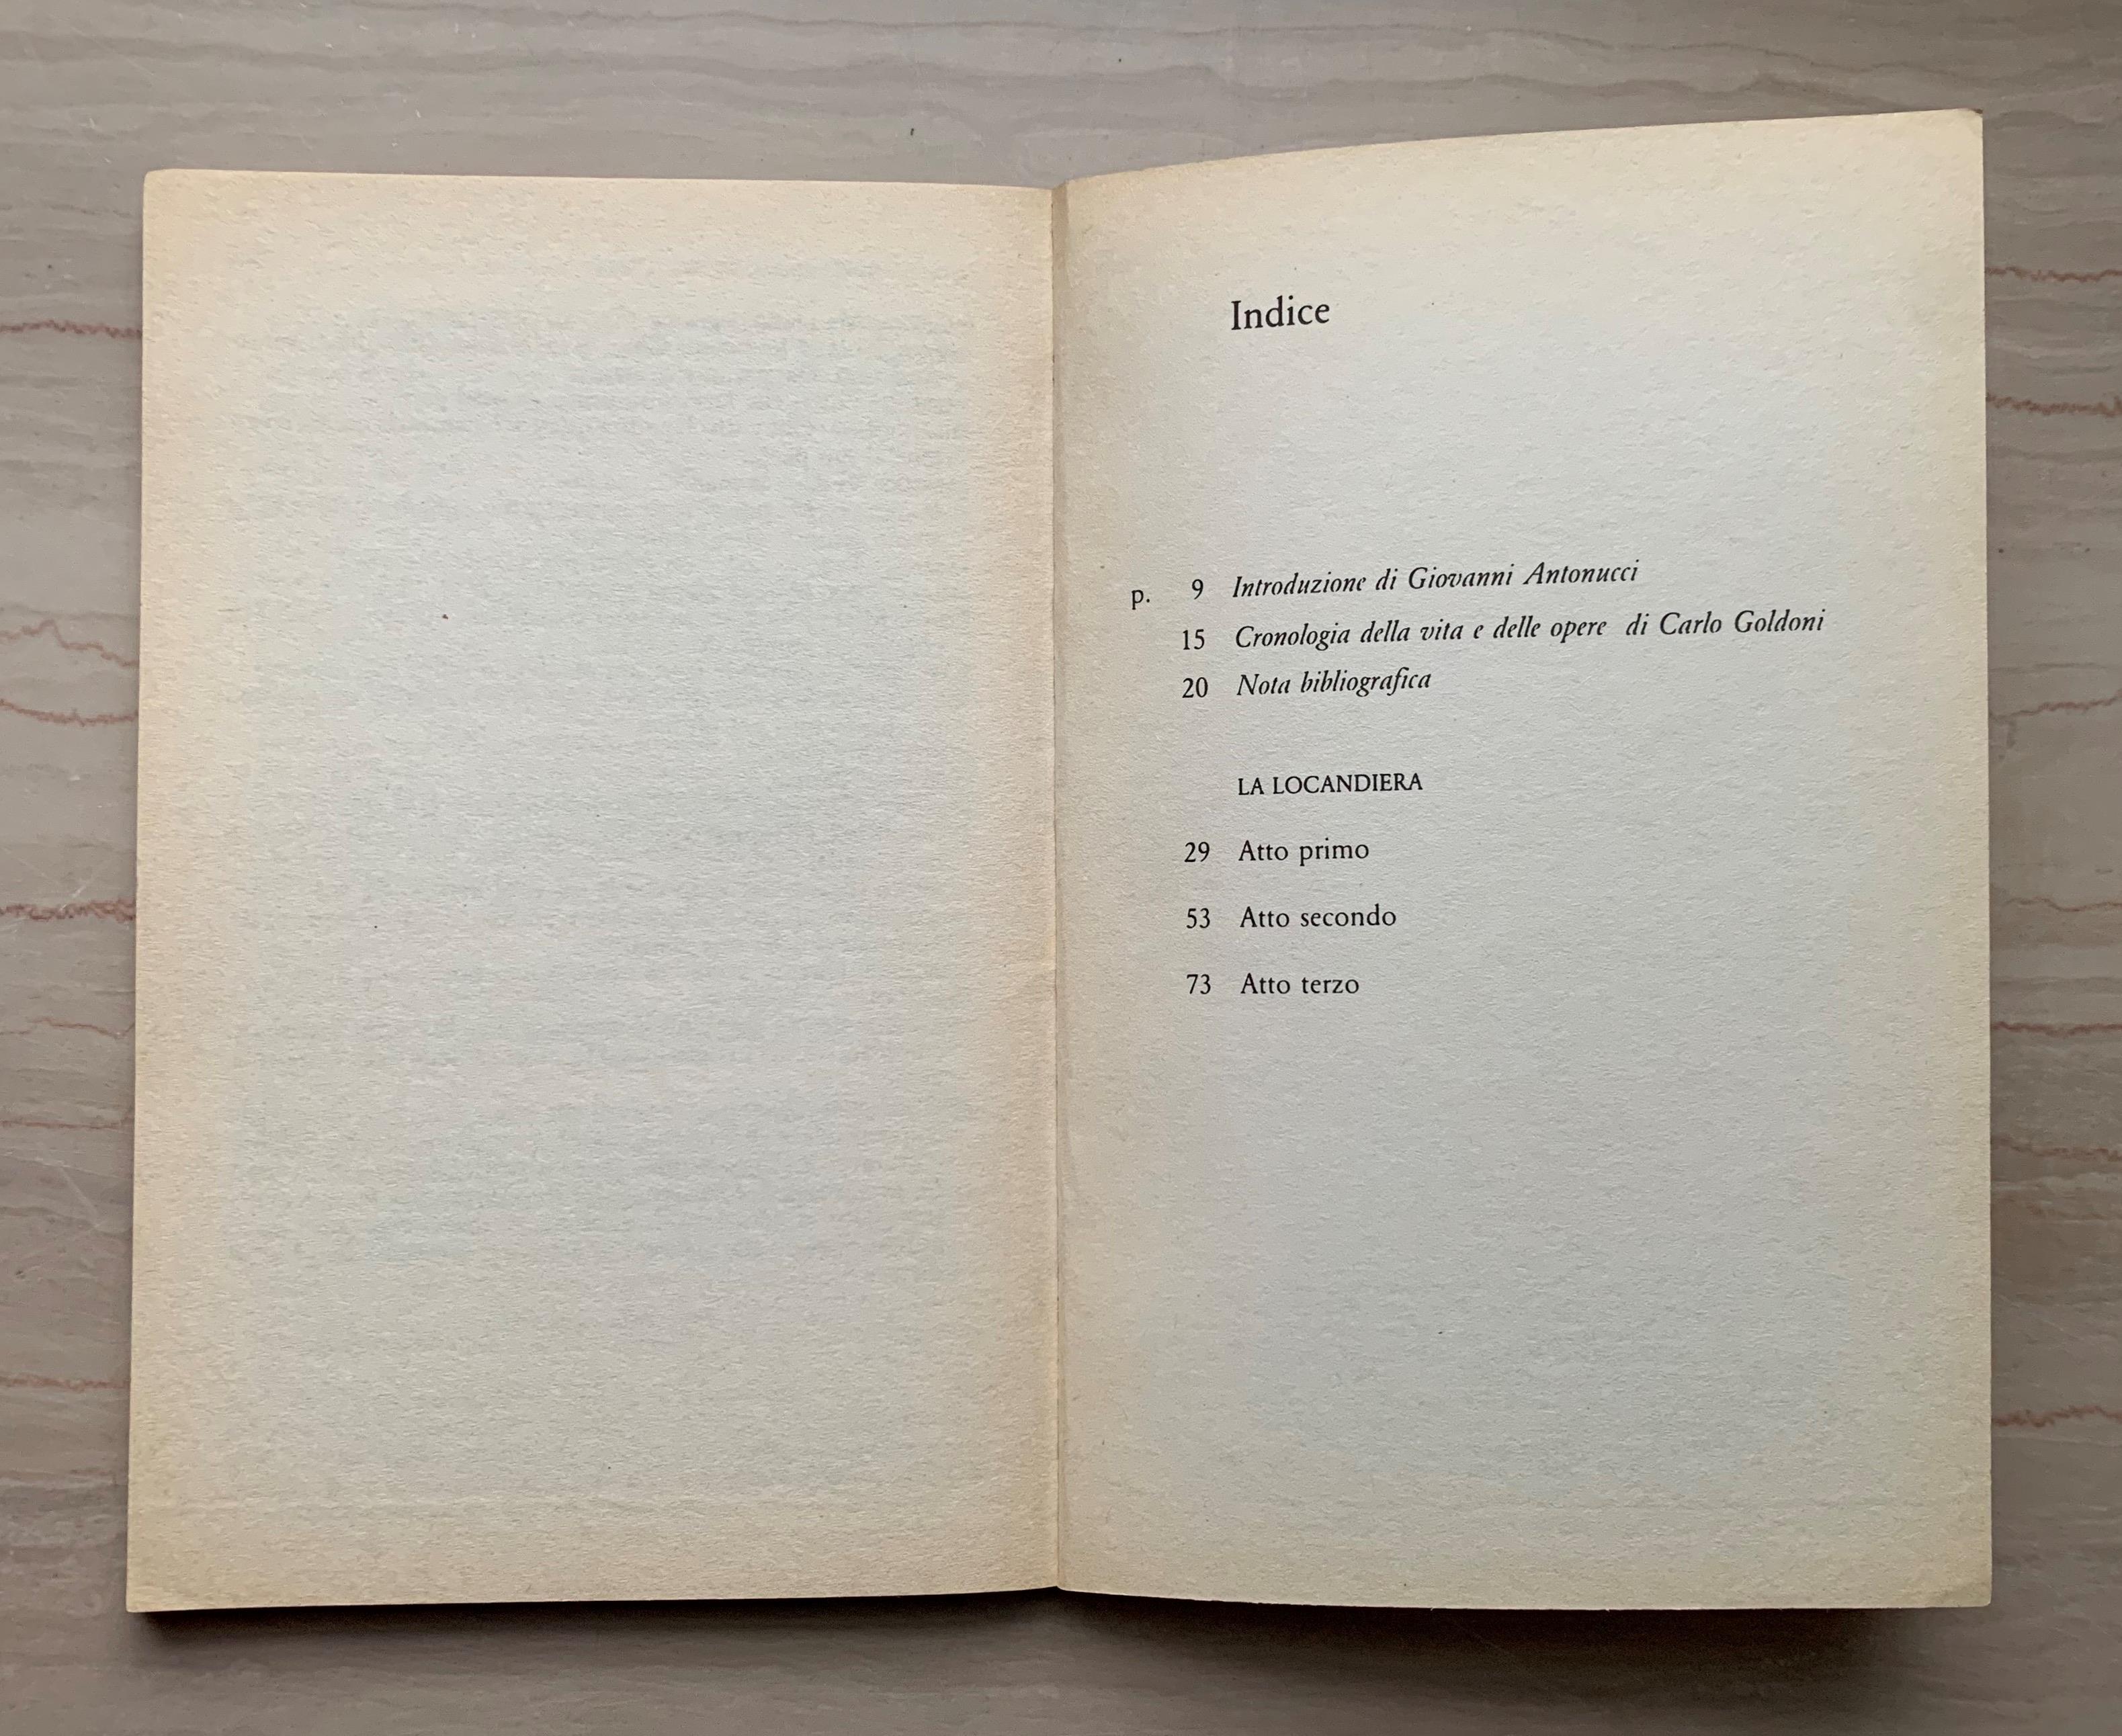 Indice
p. 9 Introduzione di Giovanni Antonucci
15 Cronologia della vita e delle opere di Carlo Goldoni
20 Nota bibliografica
LA LOCANDIERA
29 Atto primo
53 Atto secondo
73 Atto terzo